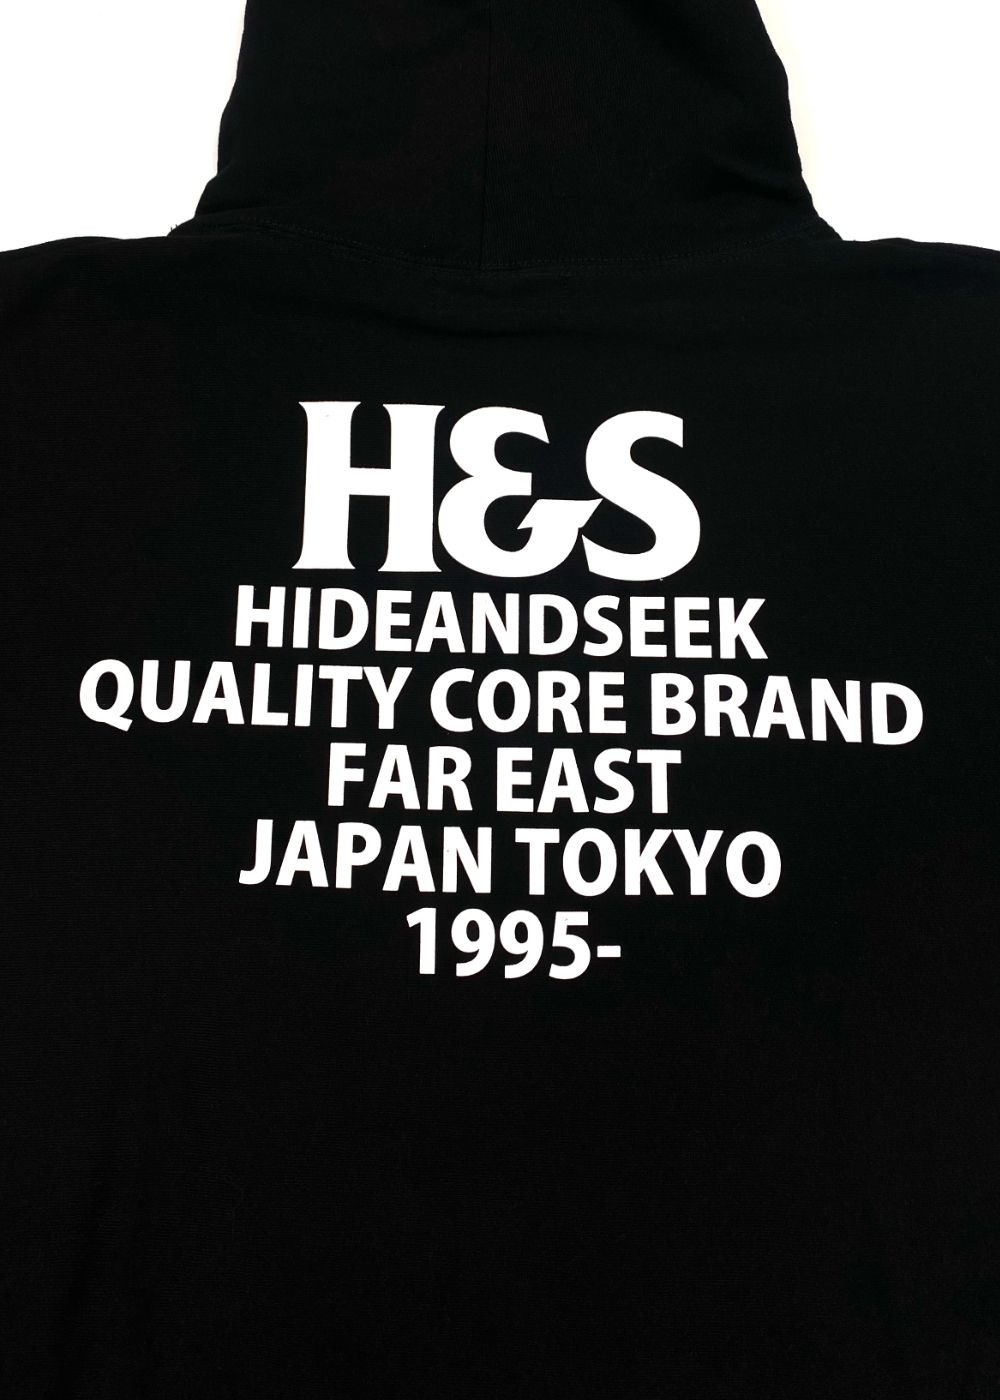 H&S
HIDEANDSEEK
QUALITY CORE BRAND
FAR EAST
JAPAN TOKYO
1995-